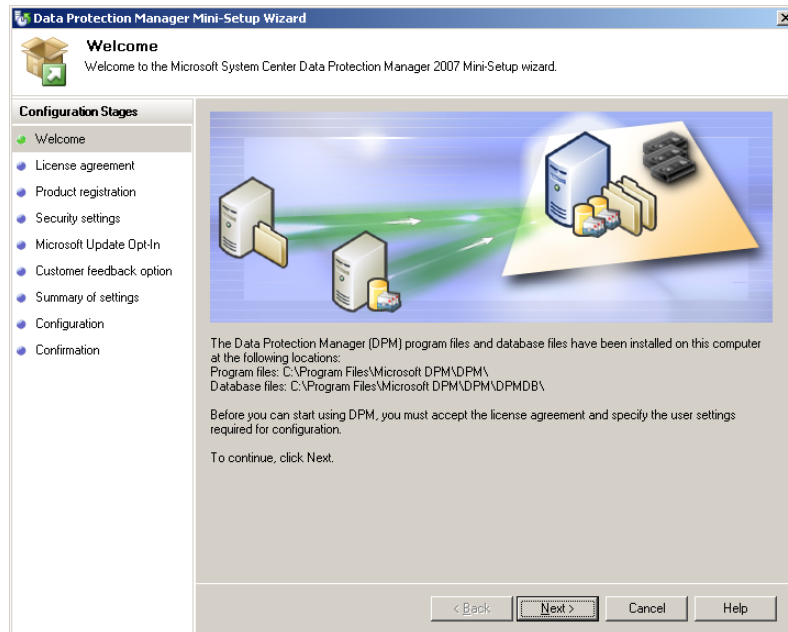 Data Protection Manager Mini-Setup Wizard
Welcome
Welcome to the Microsoft System Center Data Protection Manager 2007 Mini-Setup wizard.
Configuration Stages
Welcome
License agreement
Product registration
Security settings
Microsoft Update Opt-In
Customer feedback option
Summary of settings
Configuration
Confirmation
The Data Protection Manager (DPM) program files and database files have been installed on this computer
at the following locations:
Program files: C:\Program Files\Microsoft DPM\DPM\
Database files: C:\Program Files\Microsoft DPM\DPM\DPMDB\
Before you can start using DPM, you must accept the license agreement and specify the user settings
required for configuration.
To continue, click Next.
< Back
Next >
Cancel
Help